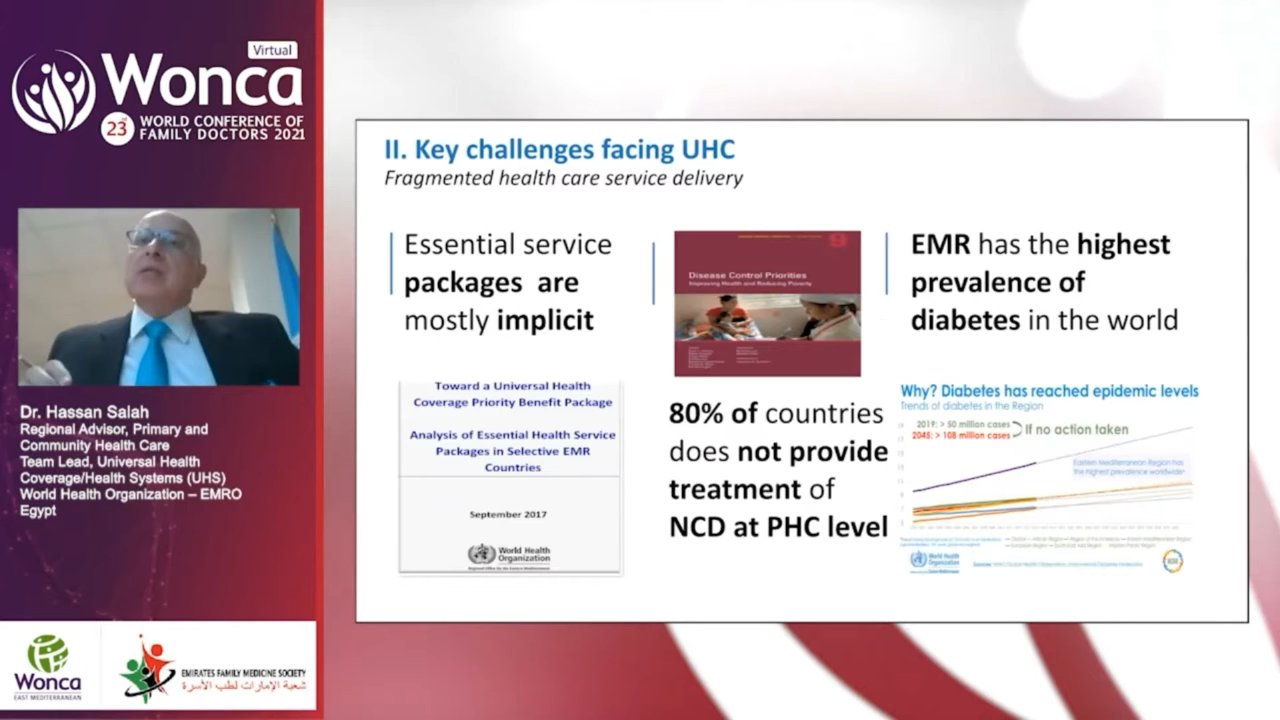 Virtual
Wonca
23rd WORLD CONFERENCE OF
FAMILY DOCTORS 2021
Dr. Hassan Salah
Regional Advisor, Primary and
Community Health Care
Team Lead, Universal Health
Coverage/Health Systems (UHS)
World Health Organization – EMRO
Egypt
Wonca
EAST MEDITERRANEAN
EMIRATES FAMILY MEDICINE SOCIETY
شعبة الإمارات لطب الأسرة
II. Key challenges facing UHC
Fragmented health care service delivery
Essential service
packages are
mostly implicit
Toward a Universal Health
Coverage Priority Benefit Package
Analysis of Essential Health Service
Packages in Selective EMR
Countries
September 2017
World Health
Organization
Regional Office for the Eastern Mediterranean
9
Disease Control Priorities
Improving Health and Reducing Poverty
80% of countries
does not provide
treatment of
NCD at PHC level
EMR has the highest
prevalence of
diabetes in the world
Why? Diabetes has reached epidemic levels
Trends of diabetes in the Region
2019: > 50 million cases
2045: > 108 million cases
If no action taken
Eastern Mediterranean Region has
the highest prevalence worldwide
World Health
Organization